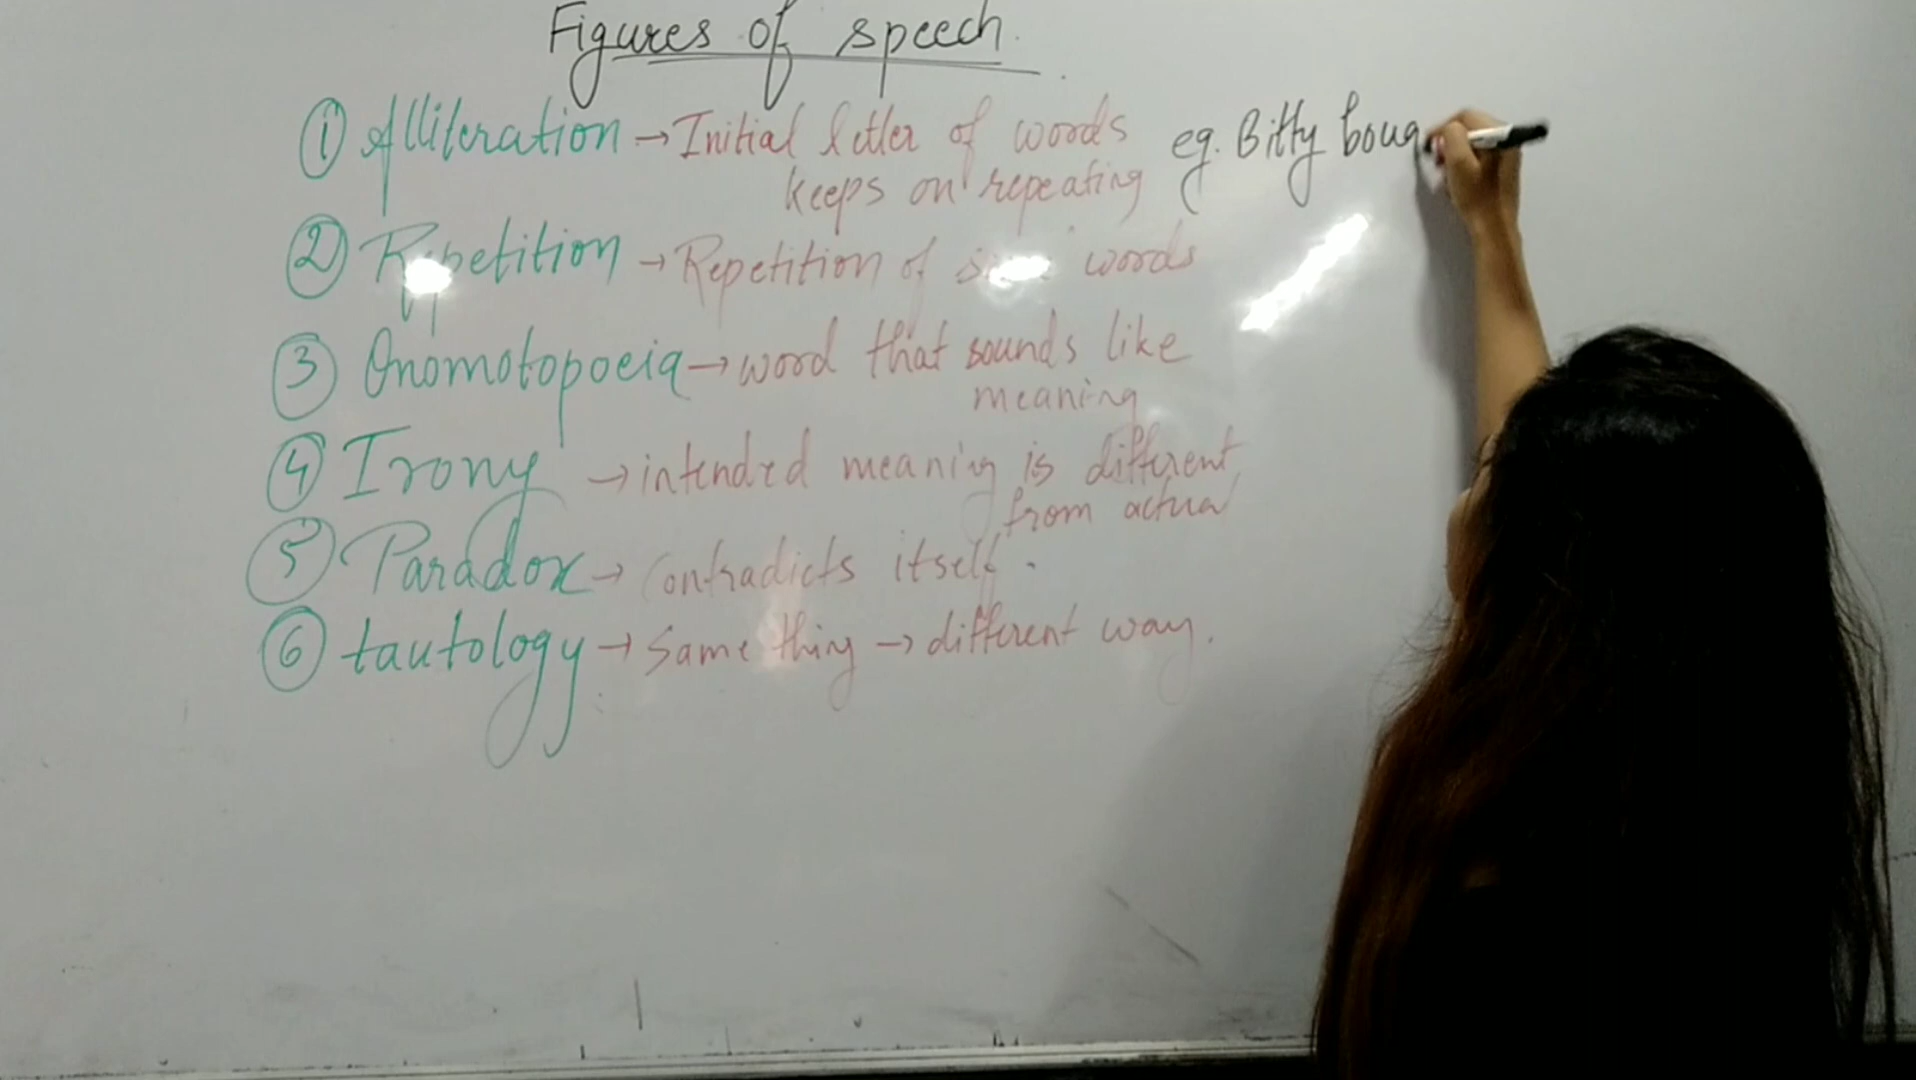 Figures of speech.
① Alliteration → Initial letter of words eg. Bitty boug
keeps on repeating
② Repetition → Repetition of words
③ Onomotopoeia → word that sounds like
meaning
④ Irony → intended meaning is different
from actual
⑤ Paradox → Contradicts itself.
⑥ tautology → Same thing → different way.